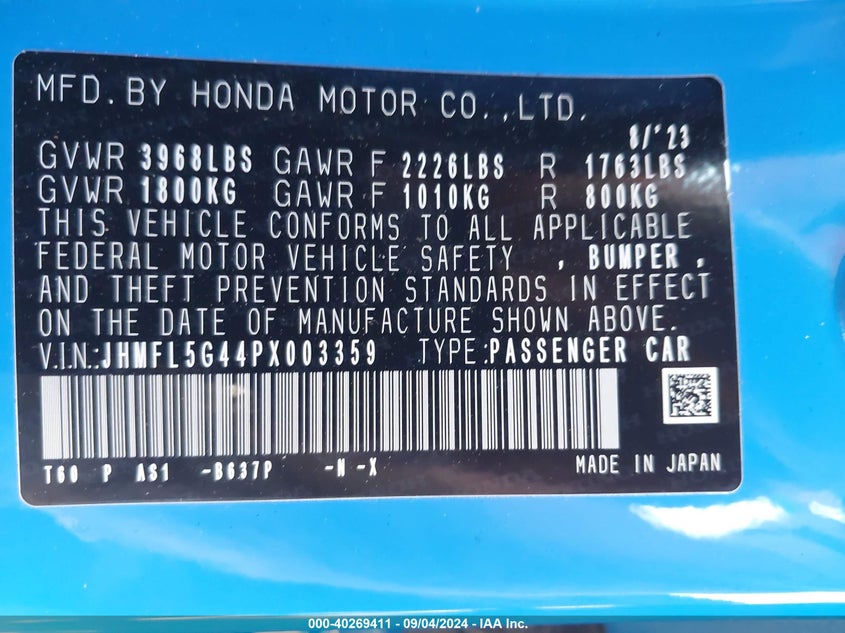 MFD. BY HONDA MOTOR CO.,LTD.
8/'23
GVWR 3968LBS GAWR F 2226LBS R 1763LBS
GVWR 1800KG GAWR F 1010KG R 800KG
THIS VEHICLE CONFORMS TO ALL APPLICABLE
FEDERAL MOTOR VEHICLE SAFETY , BUMPER ,
AND THEFT PREVENTION STANDARDS IN EFFECT
ON THE DATE OF MANUFACTURE SHOWN ABOVE.
V.I.N.:JHMFL5G44PX003359 TYPE:PASSENGER CAR
T60 P AS1 -B637P -N -X
MADE IN JAPAN
000-40269411 - 09/04/2024 - IAA Inc.